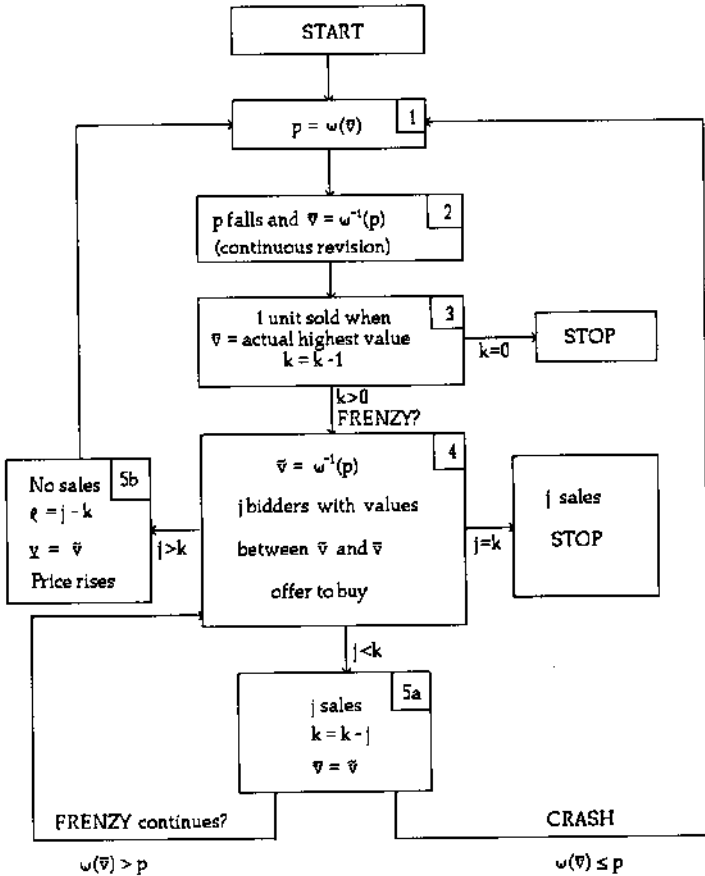 START
1
p = ω(v̄)
2
p falls and v̄ = ω⁻¹(p)
(continuous revision)
3
1 unit sold when
v̄ = actual highest value
k = k -1
k=0
STOP
k>0
FRENZY?
4
ṽ = ω⁻¹(p)
j bidders with values
between ṽ and v̄
offer to buy
5b
No sales
ℓ = j - k
v̲ = ṽ
Price rises
j>k
j=k
j sales
STOP
j<k
5a
j sales
k = k - j
v̄ = ṽ
FRENZY continues?
CRASH
ω(v̄) > p
ω(v̄) ≤ p